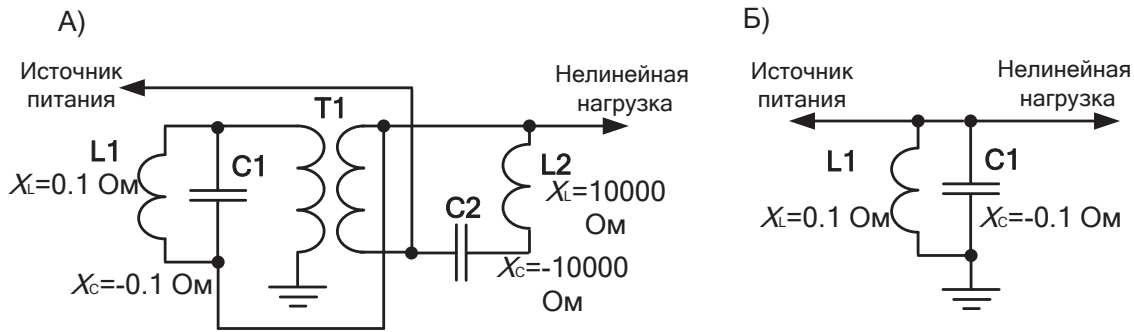 А)
Источник
питания
Нелинейная
нагрузка
T1
L1
C1
XL=0.1 Ом
L2
XL=10000
Ом
C2
XC=-0.1 Ом
XC=-10000
Ом
Б)
Источник
питания
Нелинейная
нагрузка
L1
C1
XL=0.1 Ом
XC=-0.1 Ом